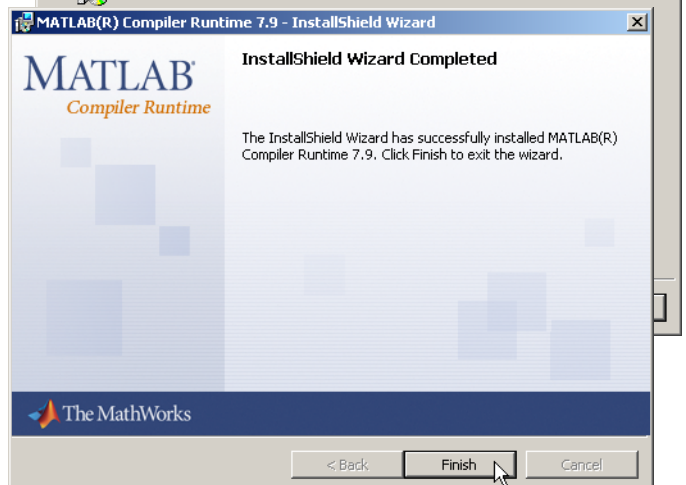 MATLAB(R) Compiler Runtime 7.9 - InstallShield Wizard
MATLAB®
Compiler Runtime
InstallShield Wizard Completed
The InstallShield Wizard has successfully installed MATLAB(R)
Compiler Runtime 7.9. Click Finish to exit the wizard.
The MathWorks
< Back
Finish
Cancel